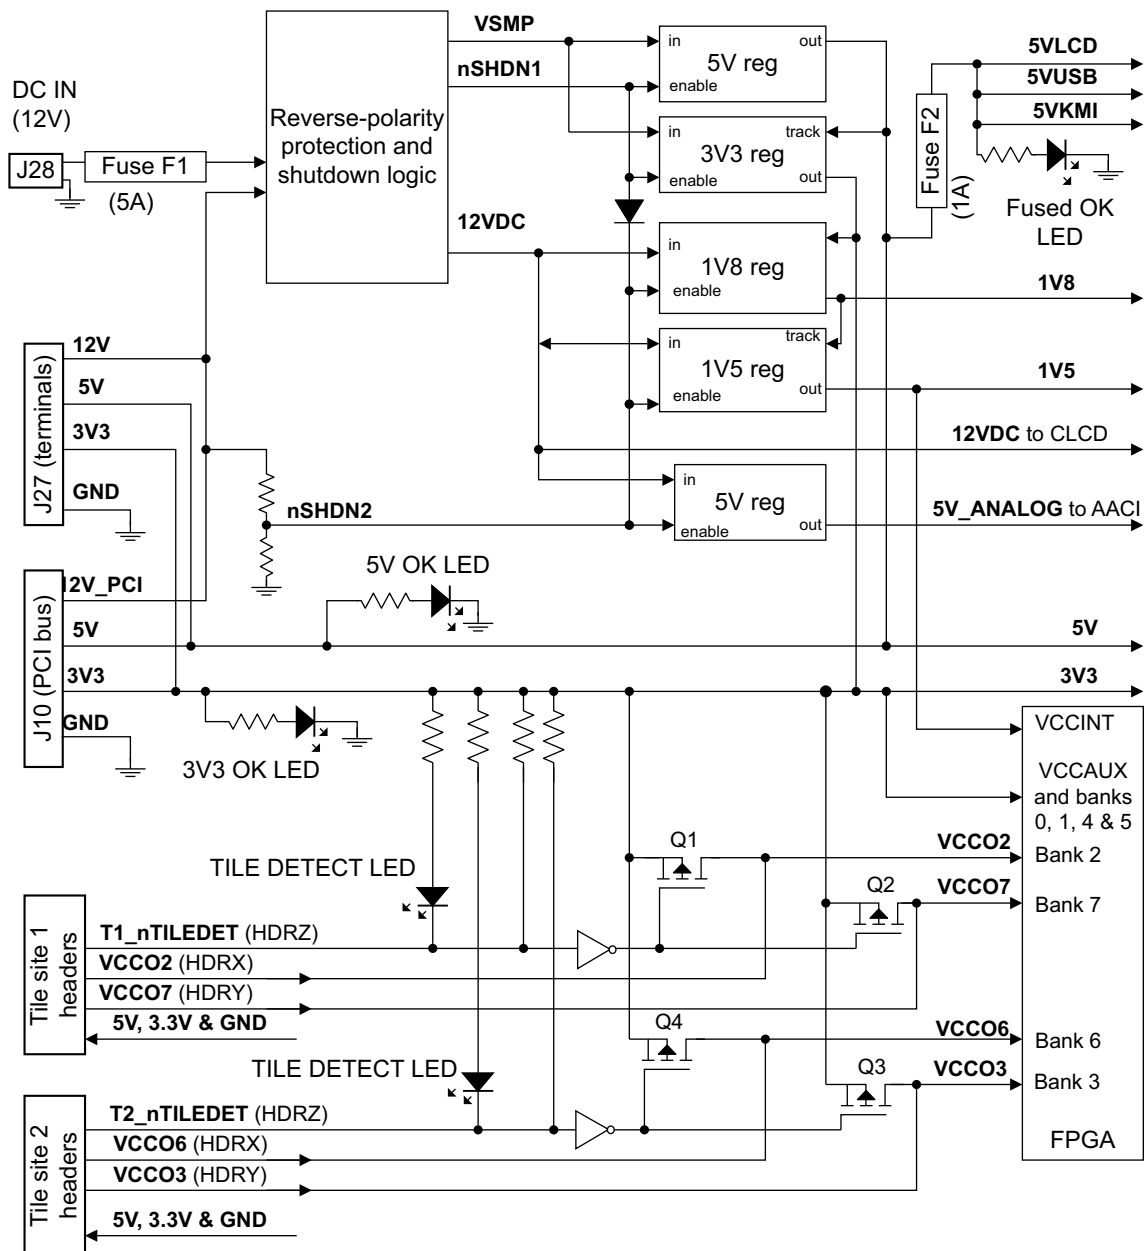 DC IN
(12V)
J28
Fuse F1
(5A)
Reverse-polarity
protection and
shutdown logic
VSMP
nSHDN1
12VDC
in
out
5V reg
enable
in
track
3V3 reg
enable
out
in
1V8 reg
enable
in
track
1V5 reg
enable
out
in
5V reg
enable
out
Fuse F2
(1A)
5VLCD
5VUSB
5VKMI
Fused OK
LED
1V8
1V5
12VDC to CLCD
5V_ANALOG to AACI
J27 (terminals)
12V
5V
3V3
GND
nSHDN2
5V OK LED
J10 (PCI bus)
12V_PCI
5V
3V3
GND
3V3 OK LED
5V
3V3
VCCINT
VCCAUX
and banks
0, 1, 4 & 5
Q1
VCCO2
Bank 2
TILE DETECT LED
Q2
VCCO7
Bank 7
Tile site 1
headers
T1_nTILEDET (HDRZ)
VCCO2 (HDRX)
VCCO7 (HDRY)
5V, 3.3V & GND
Q4
VCCO6
Bank 6
TILE DETECT LED
Q3
VCCO3
Bank 3
Tile site 2
headers
T2_nTILEDET (HDRZ)
VCCO6 (HDRX)
VCCO3 (HDRY)
5V, 3.3V & GND
FPGA